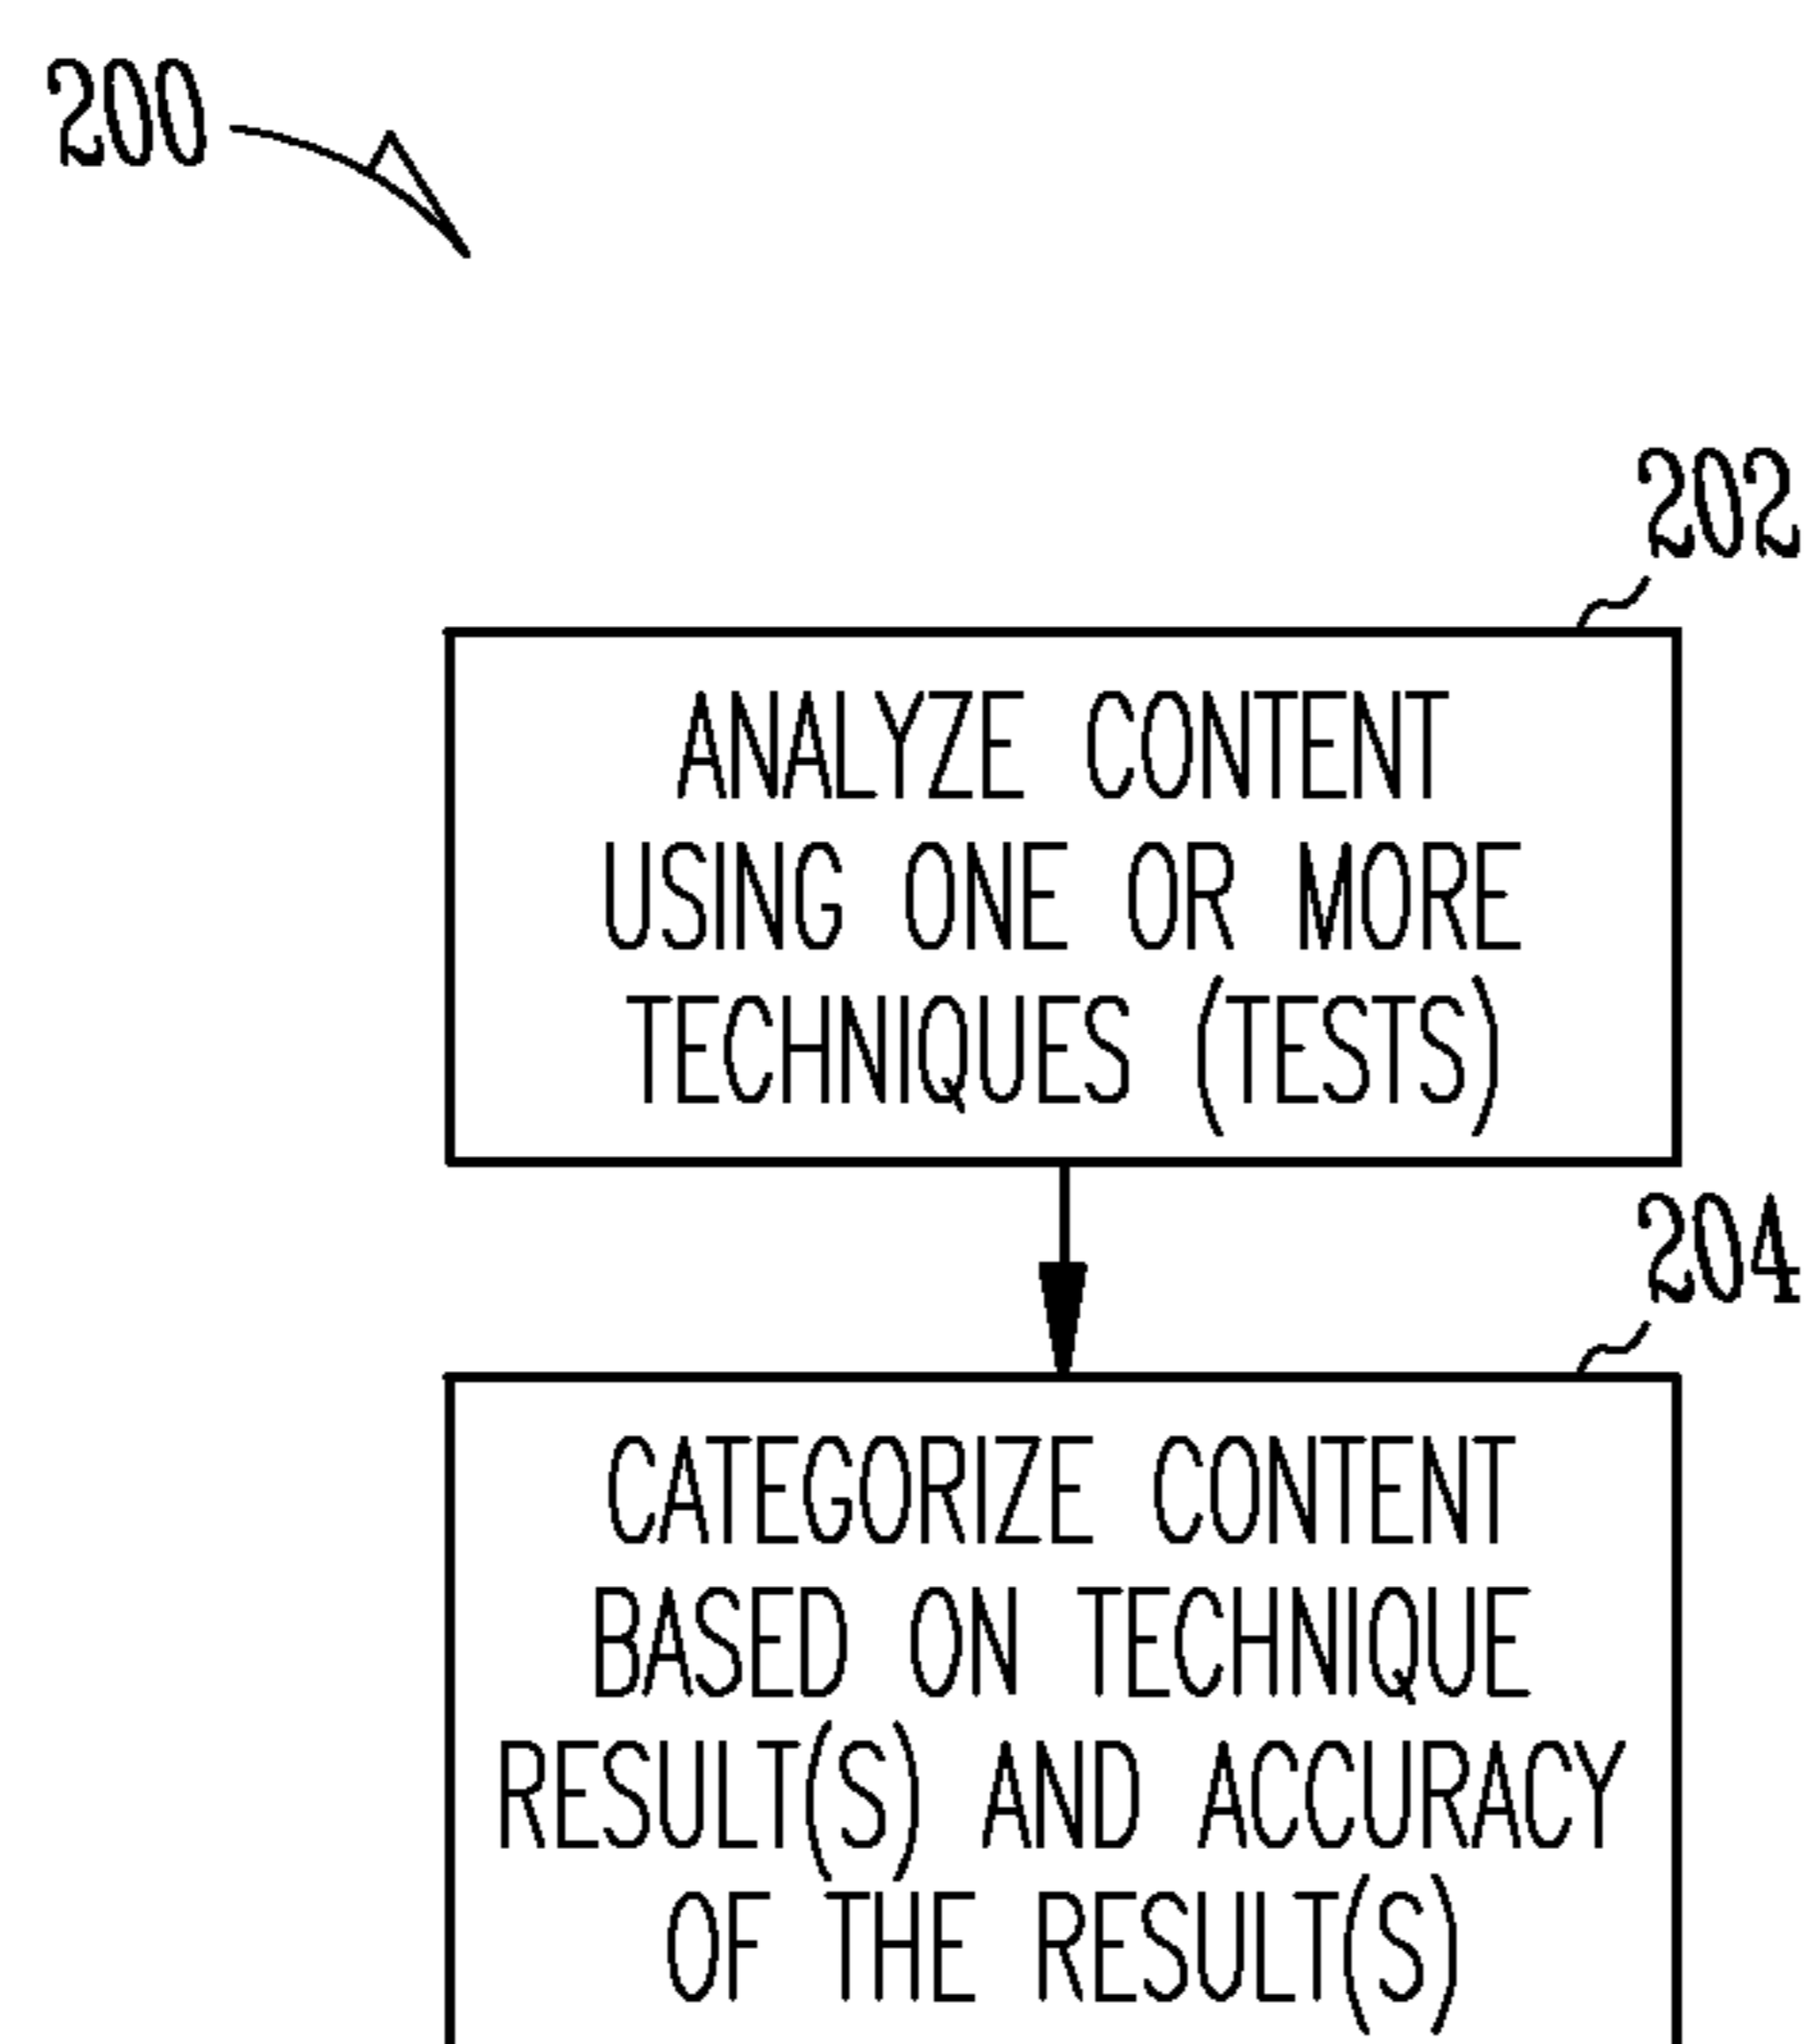 200
202
ANALYZE CONTENT
USING ONE OR MORE
TECHNIQUES (TESTS)
204
CATEGORIZE CONTENT
BASED ON TECHNIQUE
RESULT(S) AND ACCURACY
OF THE RESULT(S)